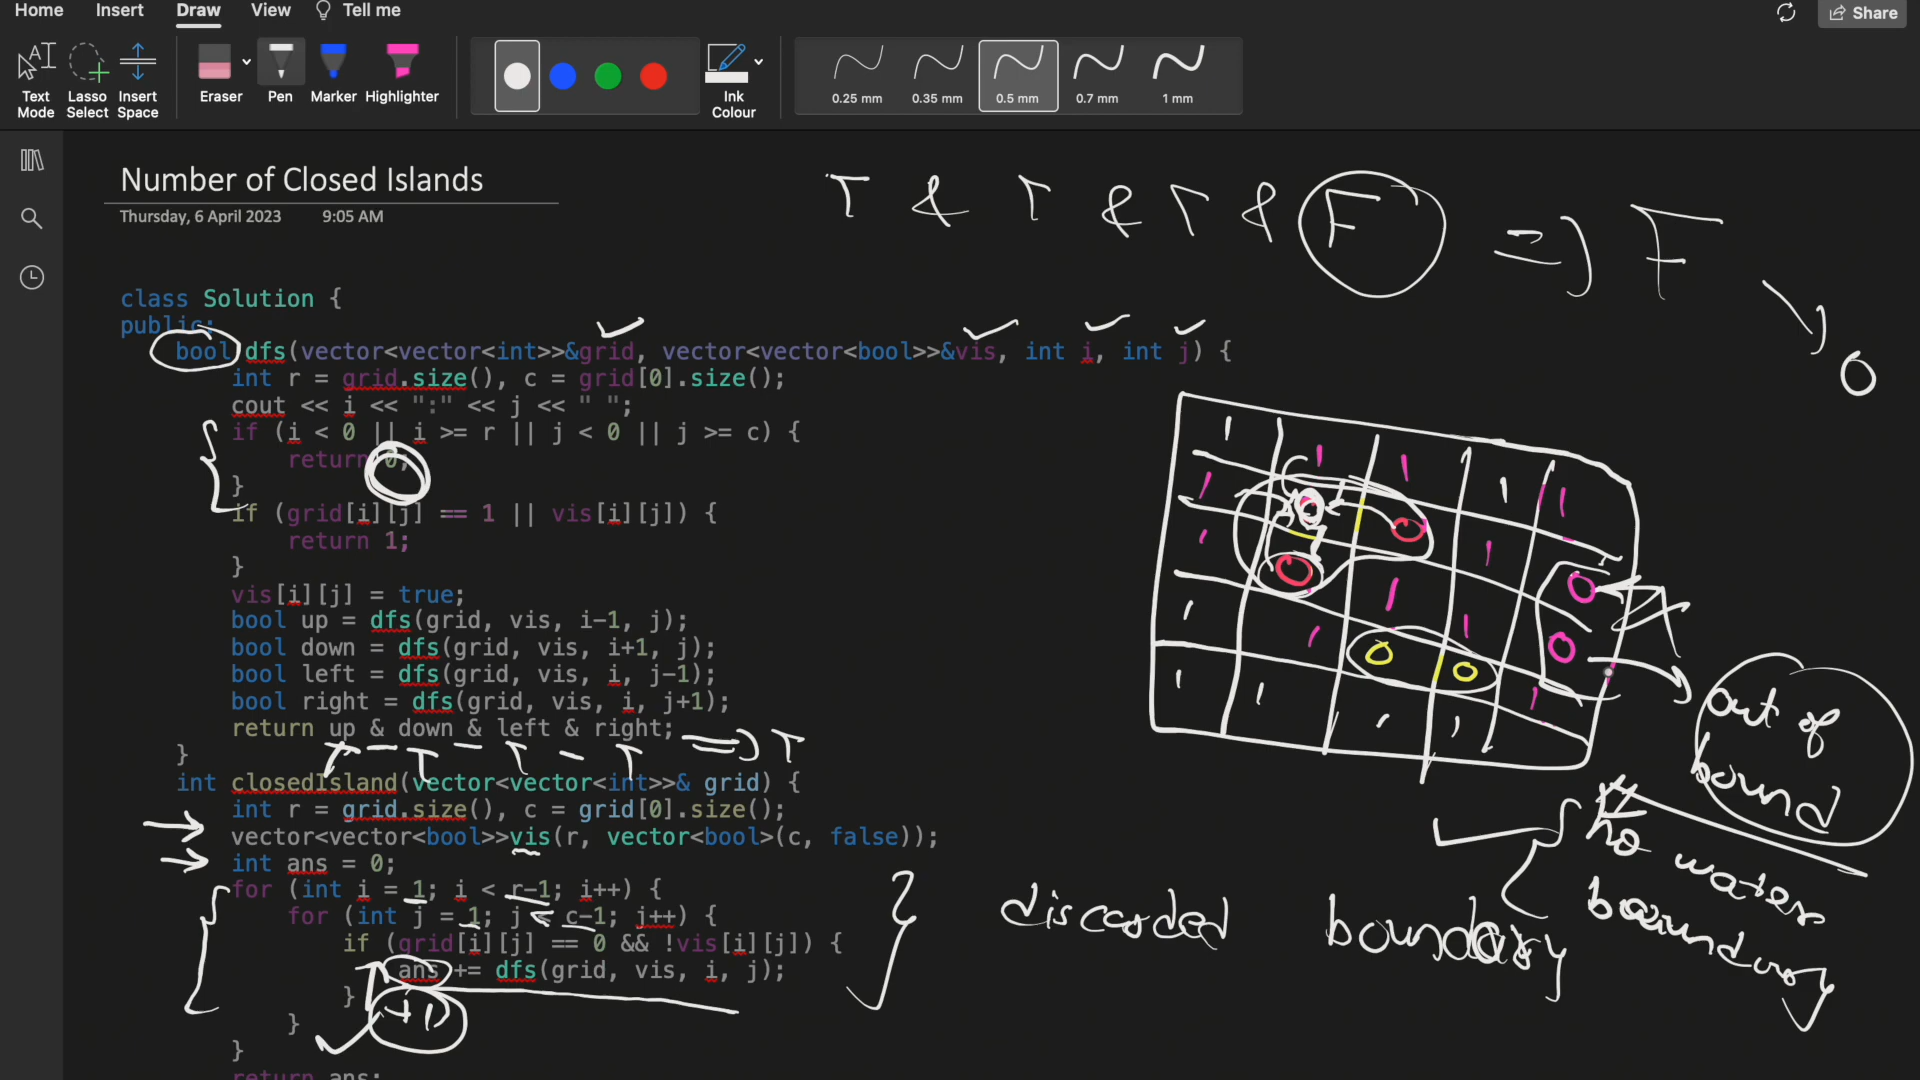 Home Insert Draw View Tell me Share
Text Mode Lasso Select Insert Space Eraser Pen Marker Highlighter Ink Colour 0.25 mm 0.35 mm 0.5 mm 0.7 mm 1 mm
Number of Closed Islands
Thursday, 6 April 2023 9:05 AM
T & T & T & F => F
0
class Solution {
public:
bool dfs(vector<vector<int>>&grid, vector<vector<bool>>&vis, int i, int j) {
int r = grid.size(), c = grid[0].size();
cout << i << ":" << j << " ";
if (i < 0 || i >= r || j < 0 || j >= c) {
return 0;
}
if (grid[i][j] == 1 || vis[i][j]) {
return 1;
}
vis[i][j] = true;
bool up = dfs(grid, vis, i-1, j);
bool down = dfs(grid, vis, i+1, j);
bool left = dfs(grid, vis, i, j-1);
bool right = dfs(grid, vis, i, j+1);
return up & down & left & right;
T - T - T - T => T
}
int closedIsland(vector<vector<int>>& grid) {
int r = grid.size(), c = grid[0].size();
vector<vector<bool>>vis(r, vector<bool>(c, false));
int ans = 0;
for (int i = 1; i < r-1; i++) {
for (int j = 1; j < c-1; j++) {
if (grid[i][j] == 0 && !vis[i][j]) {
ans += dfs(grid, vis, i, j);
}
+1
}
}
return ans;
out of
bound
no water
boundary
discarded boundary